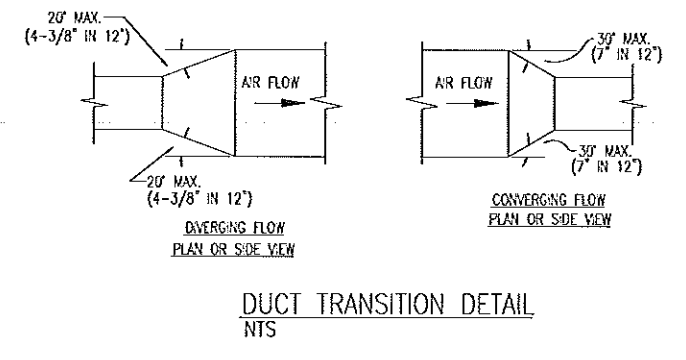 20° MAX.
(4-3/8" IN 12")
AIR FLOW
20° MAX.
(4-3/8" IN 12")
DIVERGING FLOW
PLAN OR SIDE VIEW
30° MAX.
(7" IN 12")
AIR FLOW
30° MAX.
(7" IN 12")
CONVERGING FLOW
PLAN OR SIDE VIEW
DUCT TRANSITION DETAIL
NTS